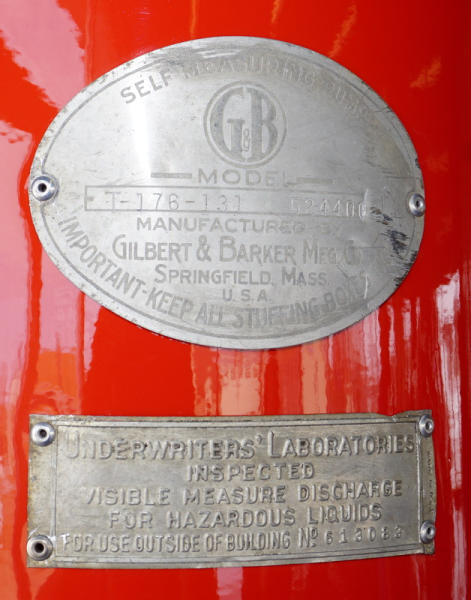 SELF MEASURING PUMP
G&B
MODEL
T-176-131 524400
MANUFACTURED BY
GILBERT & BARKER MFG. CO.
SPRINGFIELD, MASS.
U.S.A.
IMPORTANT-KEEP ALL STUFFING BOXES
UNDERWRITERS' LABORATORIES
INSPECTED
VISIBLE MEASURE DISCHARGE
FOR HAZARDOUS LIQUIDS
FOR USE OUTSIDE OF BUILDING Nº 613083